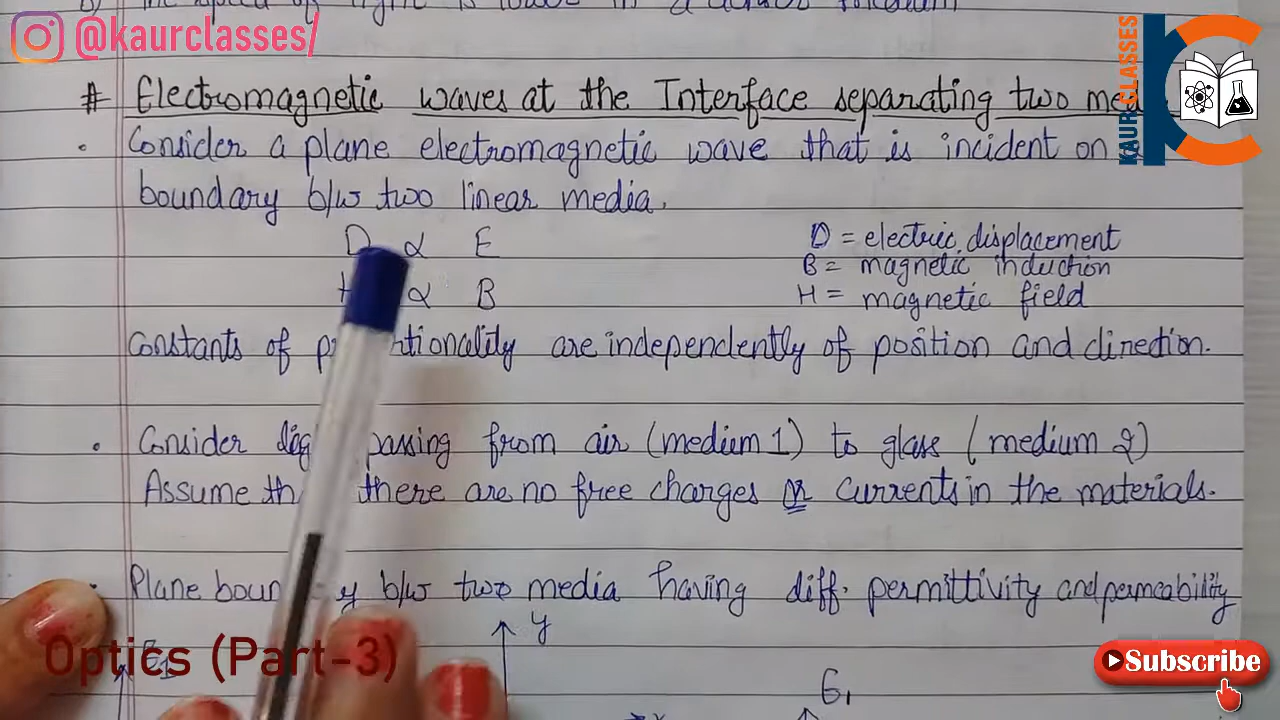 @kaurclasses/
KAUR CLASSES
# Electromagnetic waves at the Interface separating two
• Consider a plane electromagnetic wave that is incident on
boundary b/w two linear media.
D α E
α B
D = electric displacement
B = magnetic induction
H = magnetic field
Constants of are independently of position and direction.
• Consider passing from air (medium 1) to glass (medium 2)
Assume there are no free charges or currents in the materials.
• Plane b/w two media having diff. permittivity and permeability
y
Optics (Part-3)
Subscribe